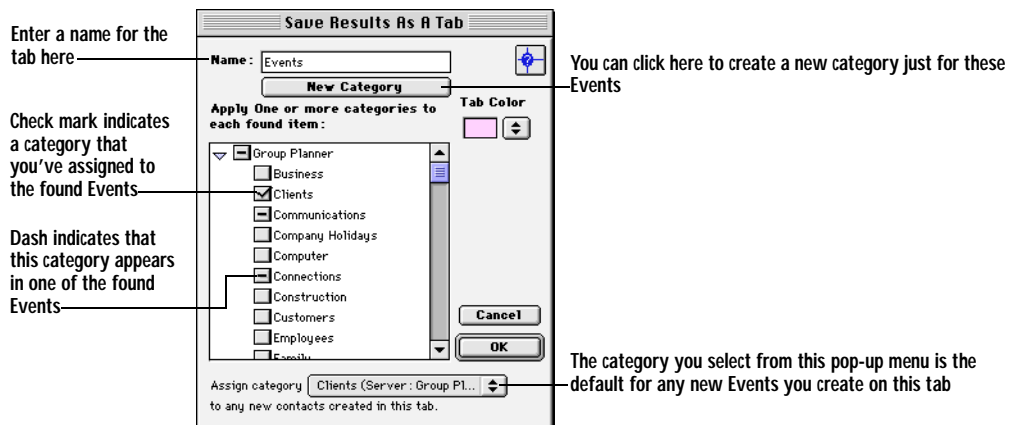 Save Results As A Tab
Enter a name for the
tab here
Name:
Events
New Category
You can click here to create a new category just for these
Events
Apply One or more categories to
each found item:
Tab Color
Check mark indicates
a category that
you've assigned to
the found Events
Dash indicates that
this category appears
in one of the found
Events
Group Planner
Business
Clients
Communications
Company Holidays
Computer
Connections
Construction
Customers
Employees
Family
Cancel
OK
Assign category
Clients (Server : Group Pl...
to any new contacts created in this tab.
The category you select from this pop-up menu is the
default for any new Events you create on this tab